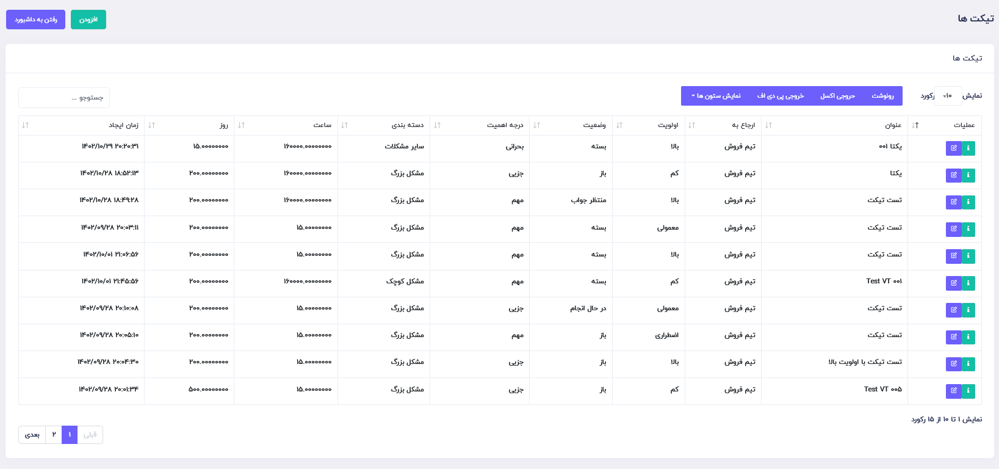 تیکت ها
افزودن
رفتن به داشبورد
تیکت ها
نمایش ۱۰ رکورد
رونوشت خروجی اکسل خروجی پی دی اف نمایش ستون ها
جستوجو ...
عملیات عنوان ارجاع به اولویت وضعیت درجه اهمیت دسته بندی ساعت روز زمان ایجاد
یکتا ۰۰۱ تیم فروش بالا بسته بحرانی سایر مشکلات ۱۶۰۰۰۰.۰۰۰۰۰۰۰۰ ۱۵.۰۰۰۰۰۰۰۰ ۱۴۰۲/۱۰/۲۹ ۲۰:۲۰:۳۱
یکتا تیم فروش کم باز جزیی مشکل بزرگ ۱۶۰۰۰۰.۰۰۰۰۰۰۰۰ ۲۰۰.۰۰۰۰۰۰۰۰ ۱۴۰۲/۱۰/۲۸ ۱۸:۵۲:۱۳
تست تیکت تیم فروش بالا منتظر جواب مهم مشکل بزرگ ۱۶۰۰۰۰.۰۰۰۰۰۰۰۰ ۲۰۰.۰۰۰۰۰۰۰۰ ۱۴۰۲/۱۰/۲۸ ۱۸:۴۹:۲۸
تست تیکت تیم فروش معمولی بسته مهم مشکل بزرگ ۱۵.۰۰۰۰۰۰۰۰ ۲۰۰.۰۰۰۰۰۰۰۰ ۱۴۰۲/۰۹/۲۸ ۲۰:۰۳:۱۱
تست تیکت تیم فروش بالا بسته مهم مشکل بزرگ ۱۵.۰۰۰۰۰۰۰۰ ۲۰۰.۰۰۰۰۰۰۰۰ ۱۴۰۲/۱۰/۰۱ ۲۱:۰۶:۵۶
Test VT ۰۰۱ تیم فروش کم بسته مهم مشکل کوچک ۱۶۰۰۰۰.۰۰۰۰۰۰۰۰ ۲۰۰.۰۰۰۰۰۰۰۰ ۱۴۰۲/۱۰/۰۱ ۲۱:۴۵:۵۶
تست تیکت تیم فروش معمولی در حال انجام جزیی مشکل بزرگ ۱۵.۰۰۰۰۰۰۰۰ ۲۰۰.۰۰۰۰۰۰۰۰ ۱۴۰۲/۰۹/۲۸ ۲۰:۱۰:۰۸
تست تیکت تیم فروش اضطراری باز مهم مشکل بزرگ ۱۵.۰۰۰۰۰۰۰۰ ۲۰۰.۰۰۰۰۰۰۰۰ ۱۴۰۲/۰۹/۲۸ ۲۰:۰۵:۱۰
تست تیکت با اولویت بالا تیم فروش بالا باز جزیی مشکل بزرگ ۱۵.۰۰۰۰۰۰۰۰ ۲۰۰.۰۰۰۰۰۰۰۰ ۱۴۰۲/۰۹/۲۸ ۲۰:۰۴:۳۰
Test VT ۰۰۵ تیم فروش کم باز جزیی مشکل بزرگ ۱۵.۰۰۰۰۰۰۰۰ ۵۰۰.۰۰۰۰۰۰۰۰ ۱۴۰۲/۰۹/۲۸ ۲۰:۰۱:۳۴
نمایش ۱ تا ۱۰ از ۱۵ رکورد
قبلی ۱ ۲ بعدی